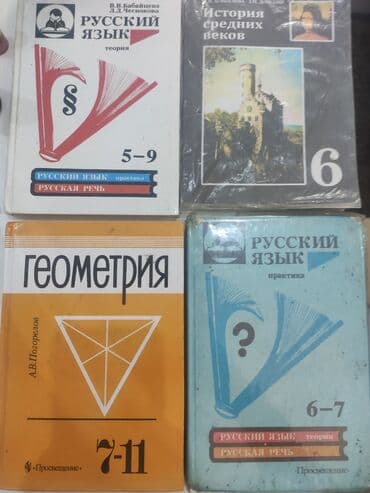 В.В.Бабайцева
Л.Д.Чеснокова
РУССКИЙ
ЯЗЫК
теория
§
5-9
РУССКИЙ ЯЗЫК практика
РУССКАЯ РЕЧЬ
История
средних
веков
6
ГЕОМЕТРИЯ
А.В.Погорелов
7-11
«Просвещение»
РУССКИЙ
ЯЗЫК
практика
?
6-7
РУССКИЙ ЯЗЫК теория
РУССКАЯ РЕЧЬ
Просвещение